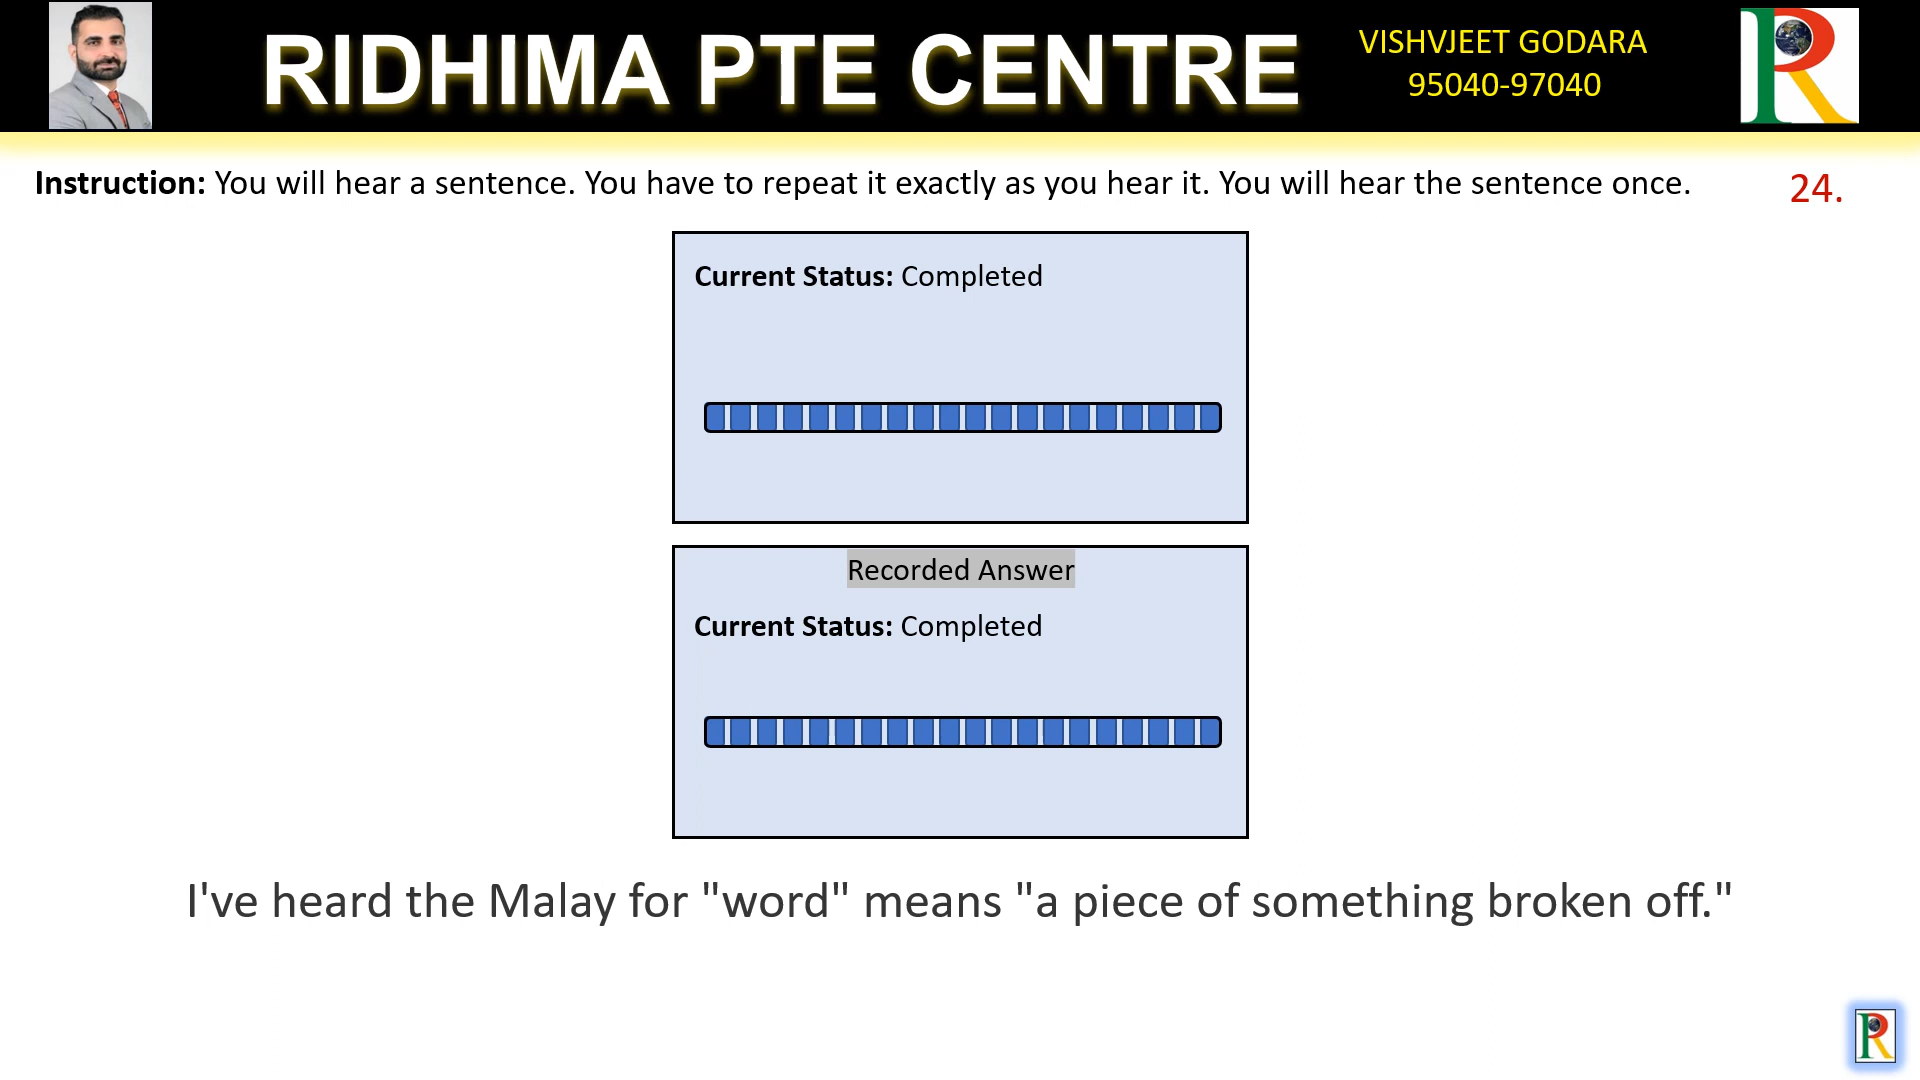 RIDHIMA PTE CENTRE
VISHVJEET GODARA
95040-97040
Instruction: You will hear a sentence. You have to repeat it exactly as you hear it. You will hear the sentence once.
24.
Current Status: Completed
Recorded Answer
Current Status: Completed
I've heard the Malay for "word" means "a piece of something broken off."